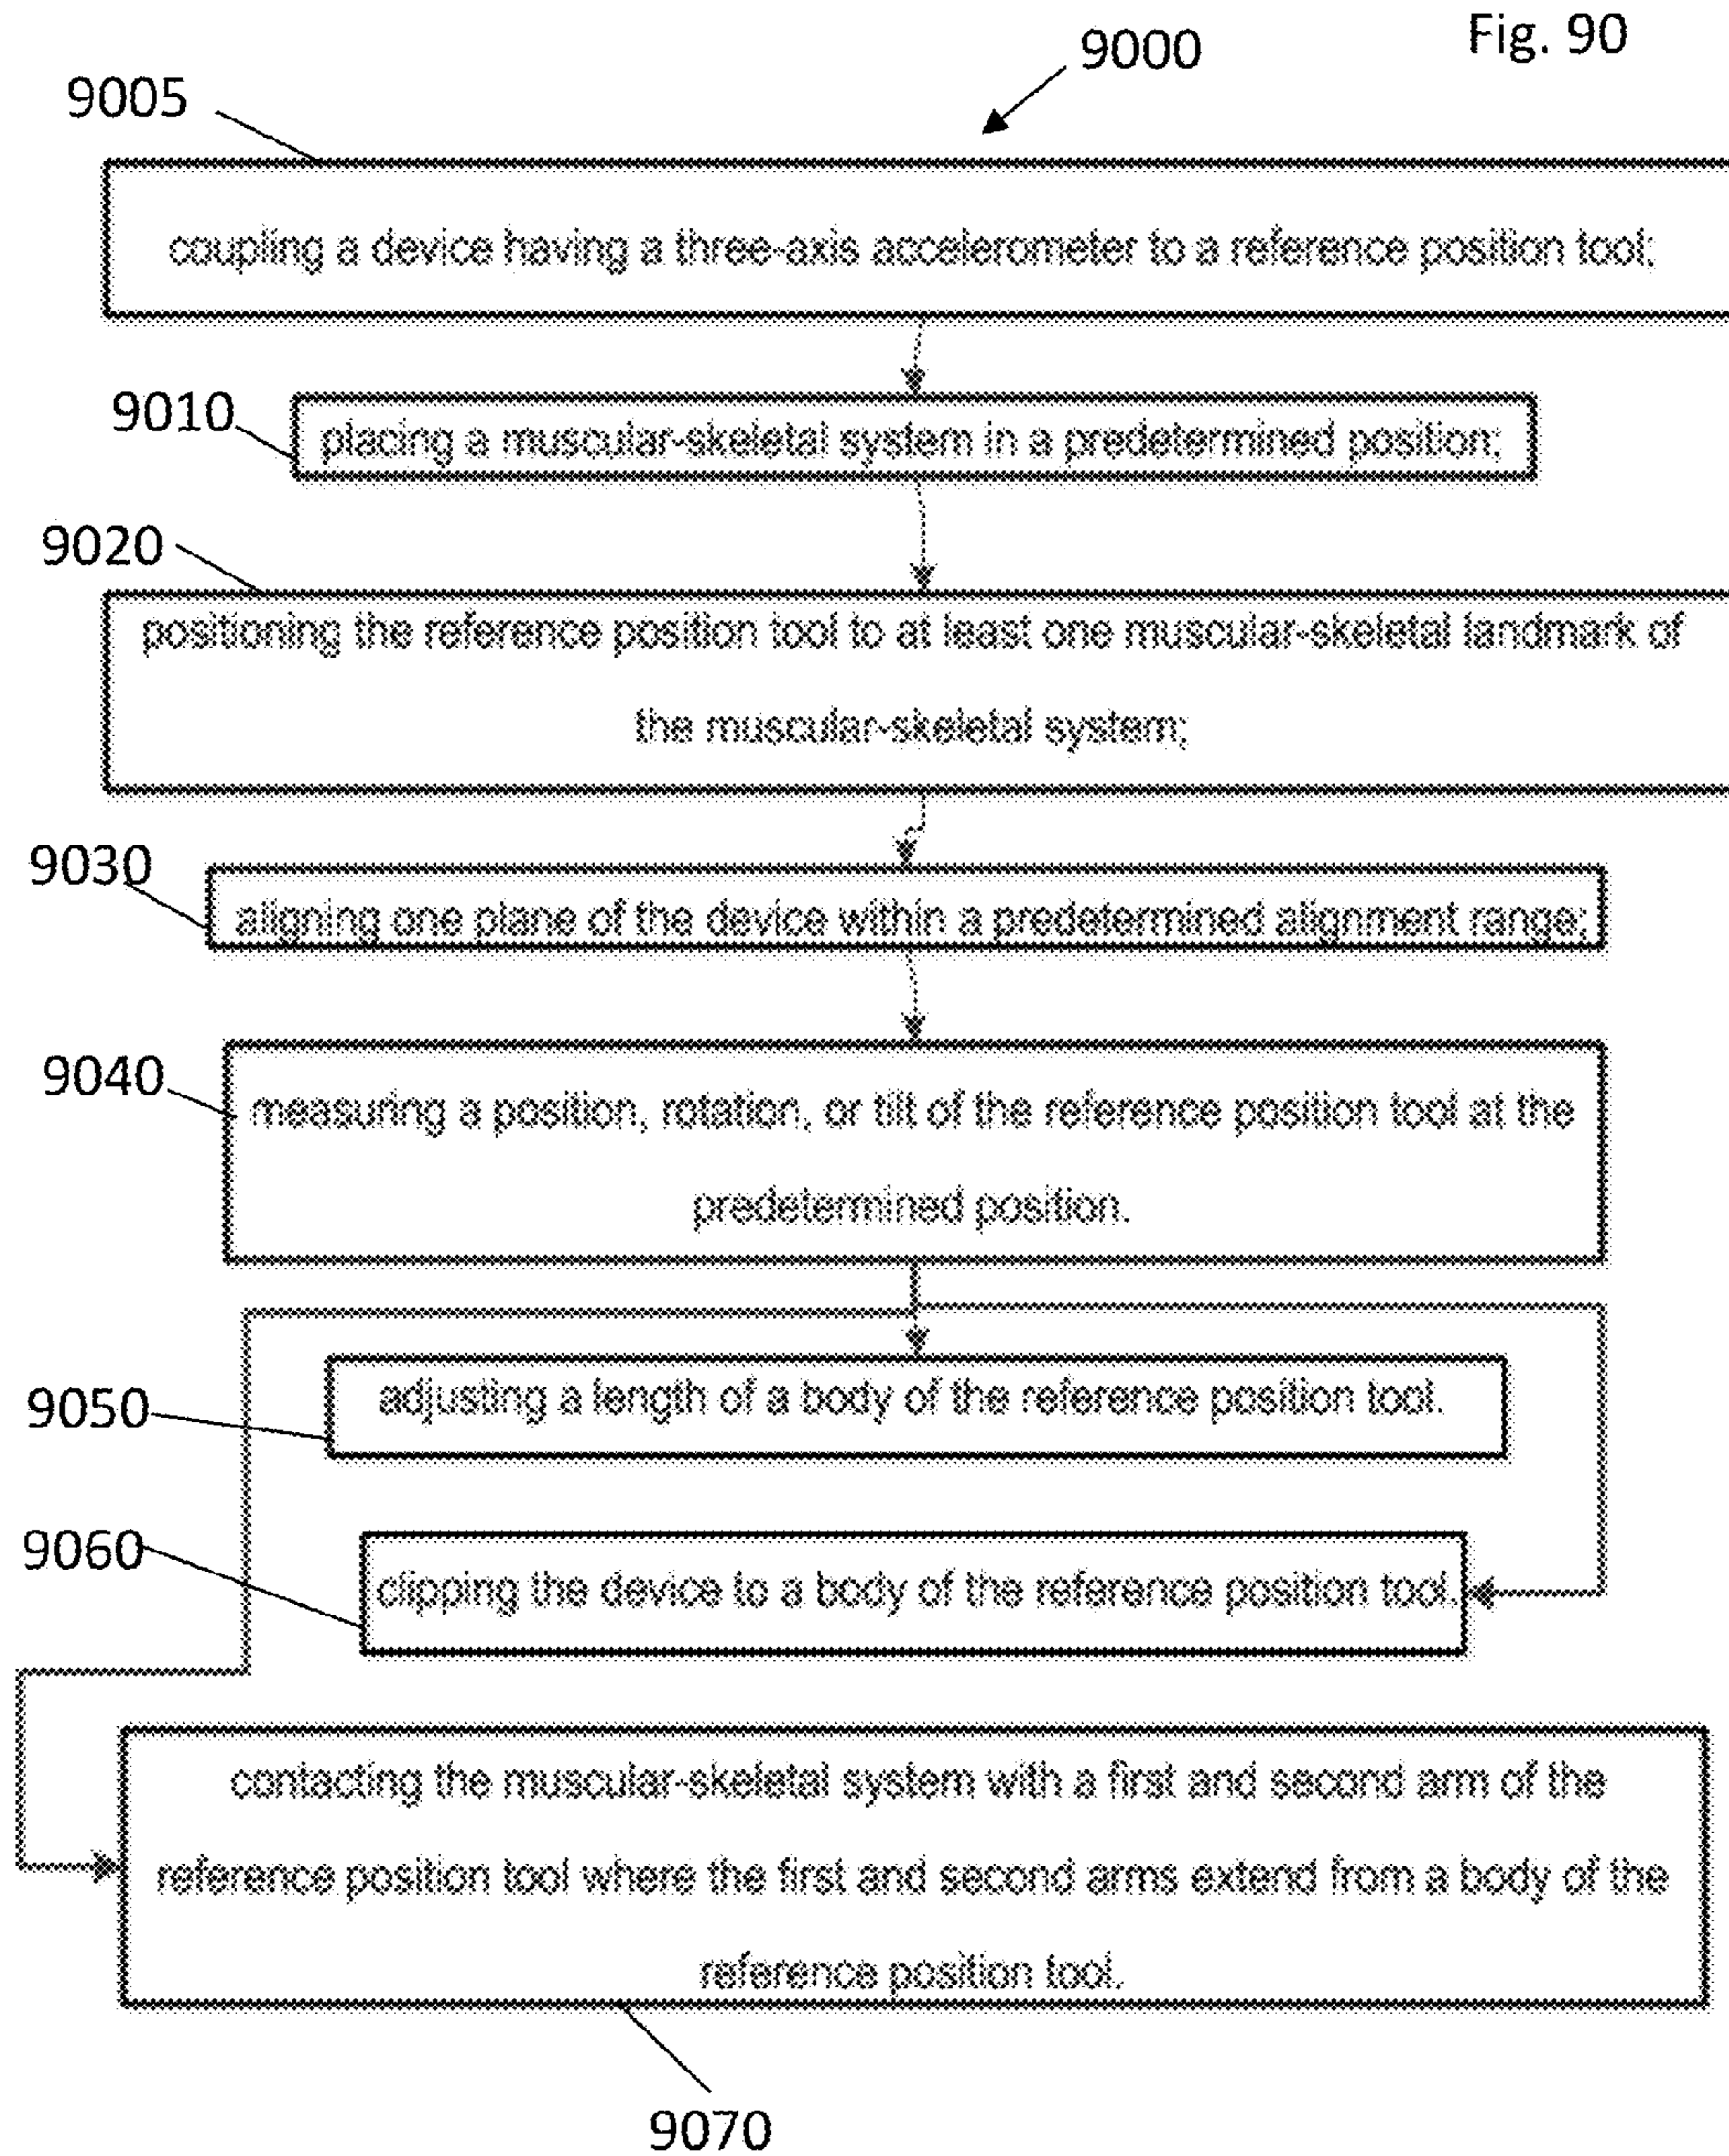 Fig. 90
9000
9005
coupling a device having a three-axis accelerometer to a reference position tool;
9010
placing a muscular-skeletal system in a predetermined position;
9020
positioning the reference position tool to at least one muscular-skeletal landmark of
the muscular-skeletal system;
9030
aligning one plane of the device within a predetermined alignment range;
9040
measuring a position, rotation, or tilt of the reference position tool at the
predetermined position.
9050
adjusting a length of a body of the reference position tool.
9060
clipping the device to a body of the reference position tool.
contacting the muscular-skeletal system with a first and second arm of the
reference position tool where the first and second arms extend from a body of the
reference position tool.
9070